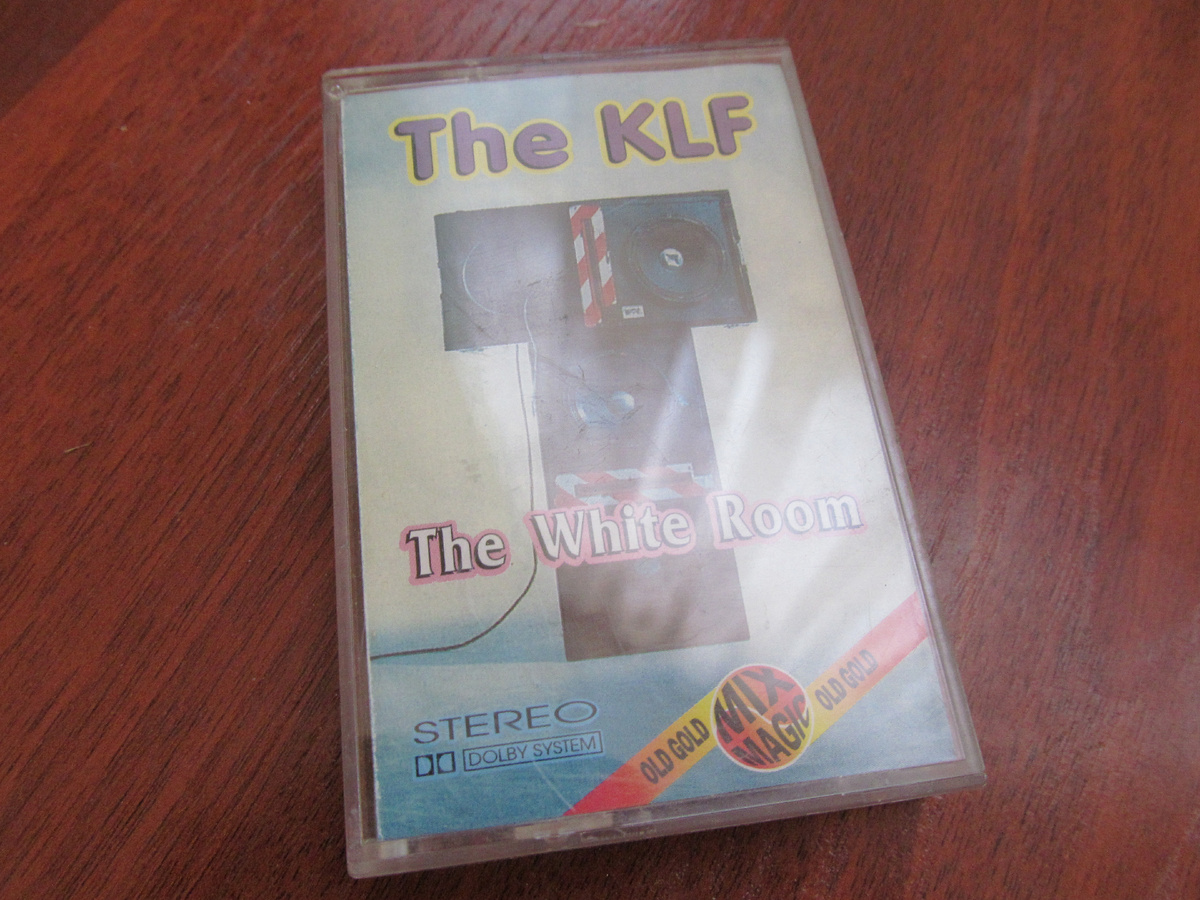 The KLF
The White Room
STEREO
DOLBY SYSTEM
OLD GOLD
MIX
MAGIC
OLD GOLD